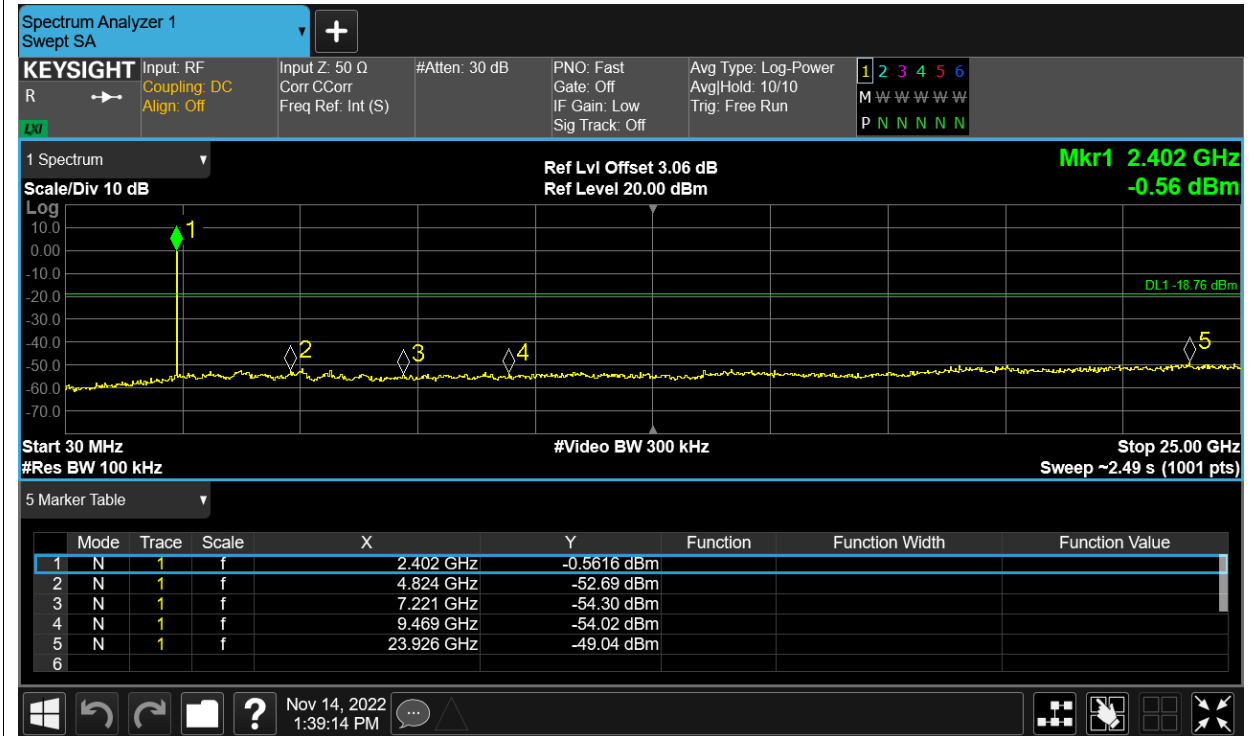 Spectrum Analyzer 1
Swept SA
+
KEYSIGHT Input: RF Input Z: 50 Ω #Atten: 30 dB PNO: Fast Avg Type: Log-Power 1 2 3 4 5 6
R Coupling: DC Corr CCorr Gate: Off Avg|Hold: 10/10 M W W W W W
Align: Off Freq Ref: Int (S) IF Gain: Low Trig: Free Run P N N N N N
LXI Sig Track: Off
1 Spectrum
Ref Lvl Offset 3.06 dB Mkr1 2.402 GHz
Scale/Div 10 dB Ref Level 20.00 dBm -0.56 dBm
Log
10.0
1
0.00
-10.0
DL1 -18.76 dBm
-20.0
-30.0
-40.0
2 3 4 5
-50.0
-60.0
-70.0
Start 30 MHz #Video BW 300 kHz Stop 25.00 GHz
#Res BW 100 kHz Sweep ~2.49 s (1001 pts)
5 Marker Table
Mode Trace Scale X Y Function Function Width Function Value
1 N 1 f 2.402 GHz -0.5616 dBm
2 N 1 f 4.824 GHz -52.69 dBm
3 N 1 f 7.221 GHz -54.30 dBm
4 N 1 f 9.469 GHz -54.02 dBm
5 N 1 f 23.926 GHz -49.04 dBm
6
? Nov 14, 2022
1:39:14 PM